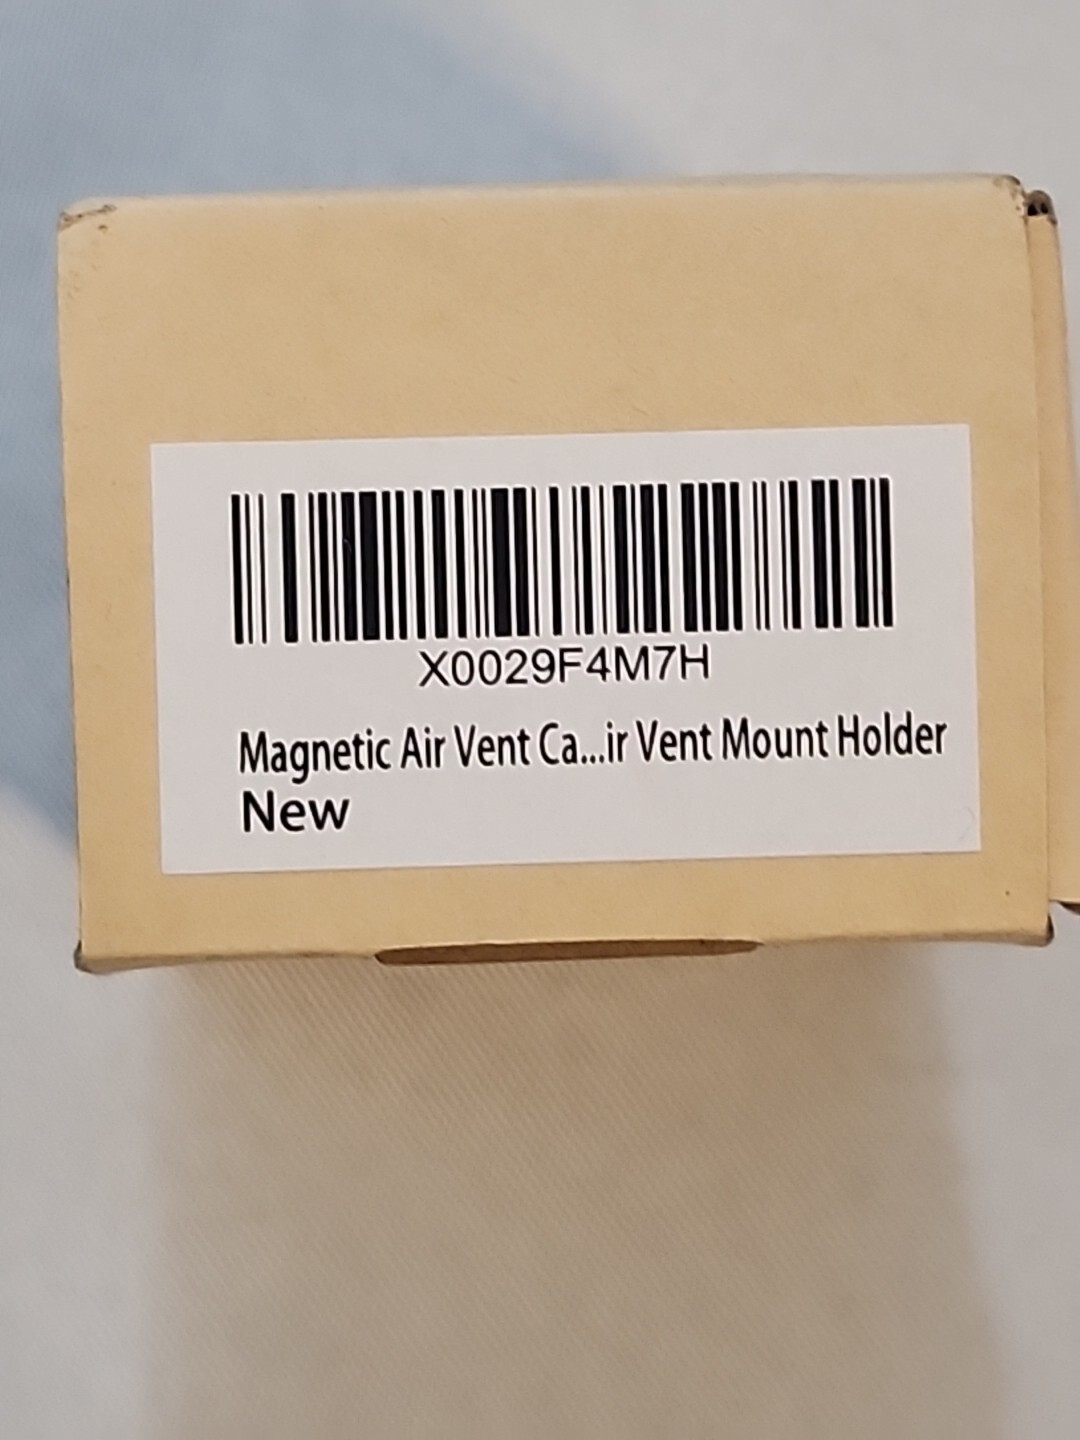 X0029F4M7H
Magnetic Air Vent Ca...ir Vent Mount Holder
New